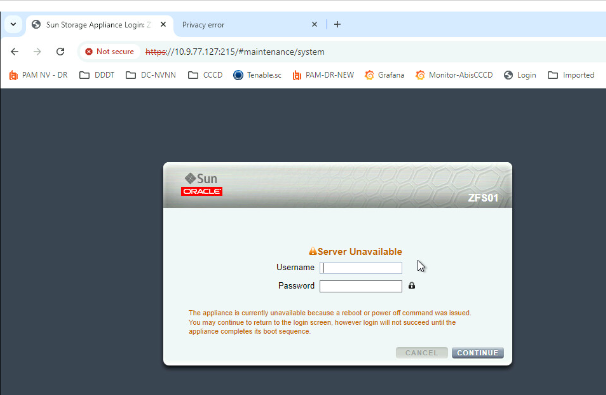 Sun Storage Appliance Login: Z
Privacy error
Not secure
https://10.9.77.127:215/#maintenance/system
PAM NV - DR
DDDT
DC-NVNN
CCCD
Tenable.sc
PAM-DR-NEW
Grafana
Monitor-AbisCCCD
Login
Imported
Sun
ORACLE
ZFS01
Server Unavailable
Username
Password
The appliance is currently unavailable because a reboot or power off command was issued.
You may continue to return to the login screen, however login will not succeed until the
appliance completes its boot sequence.
CANCEL
CONTINUE